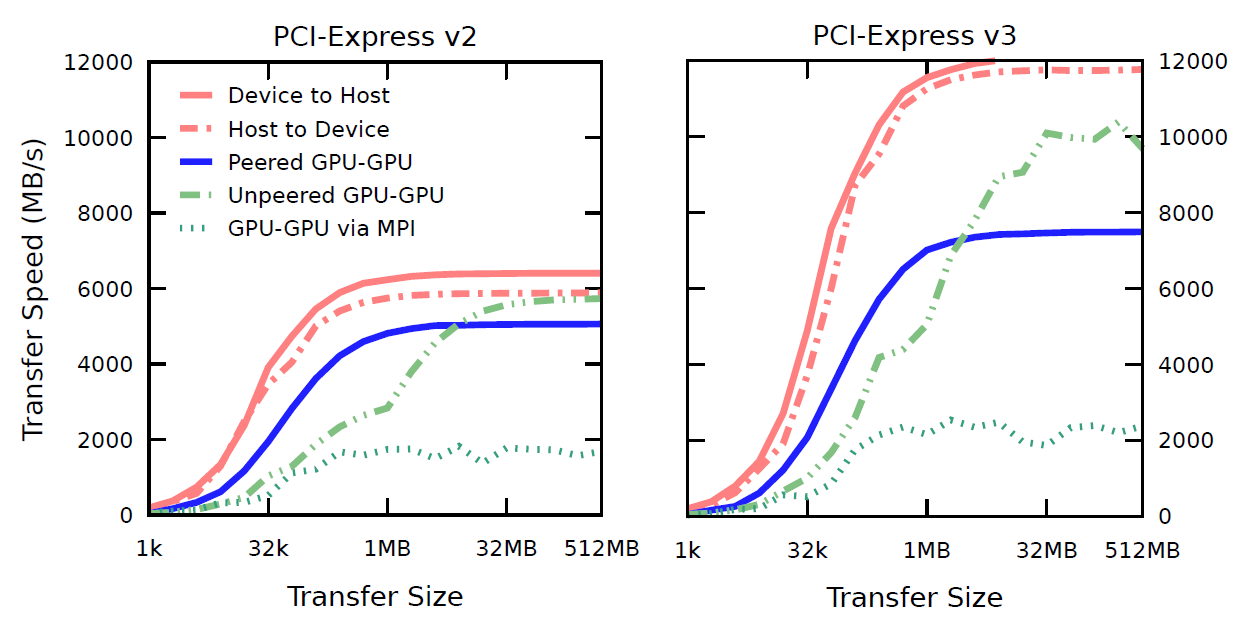 PCI-Express v2
12000
10000
8000
6000
4000
2000
0
Transfer Speed (MB/s)
Device to Host
Host to Device
Peered GPU-GPU
Unpeered GPU-GPU
GPU-GPU via MPI
1k 32k 1MB 32MB 512MB
Transfer Size
PCI-Express v3
12000
10000
8000
6000
4000
2000
0
1k 32k 1MB 32MB 512MB
Transfer Size